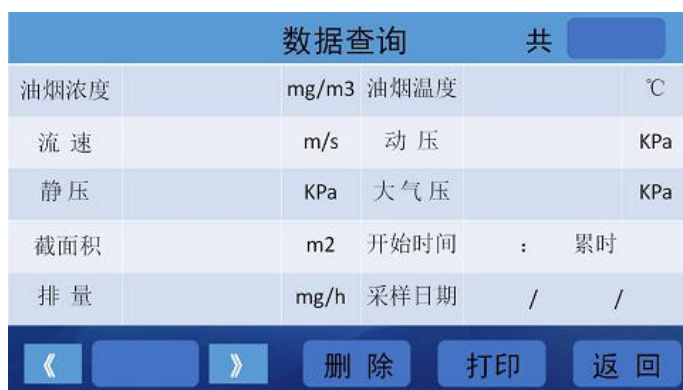 数据查询 共
油烟浓度 mg/m3 油烟温度 ℃
流 速 m/s 动 压 KPa
静 压 KPa 大 气 压 KPa
截面积 m2 开始时间 : 累时
排 量 mg/h 采样日期 / /
《 》 删 除 打印 返 回